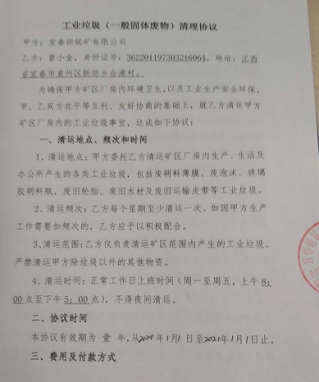 工业垃圾（一般固体废物）清理协议
甲方：宜春钽铌矿有限公司
乙方：曾小金，身份证号：362201197303216064，地址：江西
省宜春市袁州区新坊乡合浦村。
为确保甲方矿区厂房内环境卫生，以及工业生产安全环保，
甲、乙双方在平等互利、友好协商的基础上，就乙方清运甲方
矿区厂房内的工业垃圾事宜，达成如下协议：
一、清运地点、频次和时间
1、清运地点：甲方委托乙方清运矿区厂房内生产、生活及
办公所产生的各类工业垃圾，包括废钢料薄膜、废泡沫、玻璃
胶钢料瓶、废旧轮胎、废旧木材及废旧运输皮带等工业垃圾。
2、清运频次：乙方每个星期至少清运一次。如因甲方生产
工作需要加频次的，乙方应予以积极配合。
3、清运范围：乙方仅负责清运矿区范围内产生的工业垃圾，
严禁清运甲方除垃圾以外的其他物资。
4、清运时间：正常工作日上班时间（周一至周五，上午8：
00点至下午5：00点），不得夜间清运。
二、协议时间
本协议有效期为 壹 年，从2020年1月1日至2021年1月1日止。
三、费用及付款方式